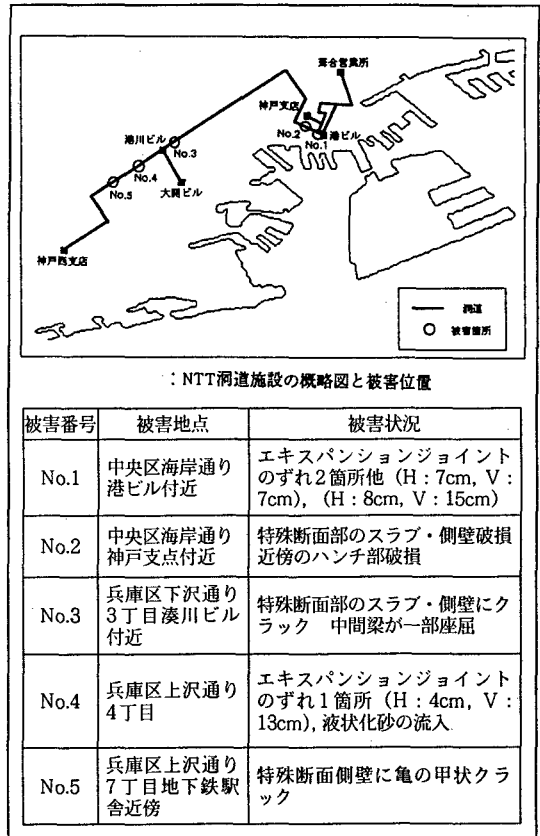 葺合営業所
神戸支店
No.2
港ビル
No.1
湊川ビル
No.3
No.4
No.5
大開ビル
神戸西支店
洞道
被害箇所
：NTT洞道施設の概略図と被害位置
被害番号 被害地点 被害状況
No.1
中央区海岸通り
港ビル付近
エキスパンションジョイント
のずれ2箇所他（H：7cm, V：
7cm),（H：8cm, V：15cm）
No.2
中央区海岸通り
神戸支点付近
特殊断面部のスラブ・側壁破損
近傍のハンチ部破損
No.3
兵庫区下沢通り
3丁目湊川ビル
付近
特殊断面部のスラブ・側壁にク
ラック 中間梁が一部座屈
No.4
兵庫区上沢通り
4丁目
エキスパンションジョイント
のずれ1箇所（H：4cm, V：
13cm), 液状化砂の流入
No.5
兵庫区上沢通り
7丁目地下鉄駅
舎近傍
特殊断面側壁に亀の甲状クラ
ック